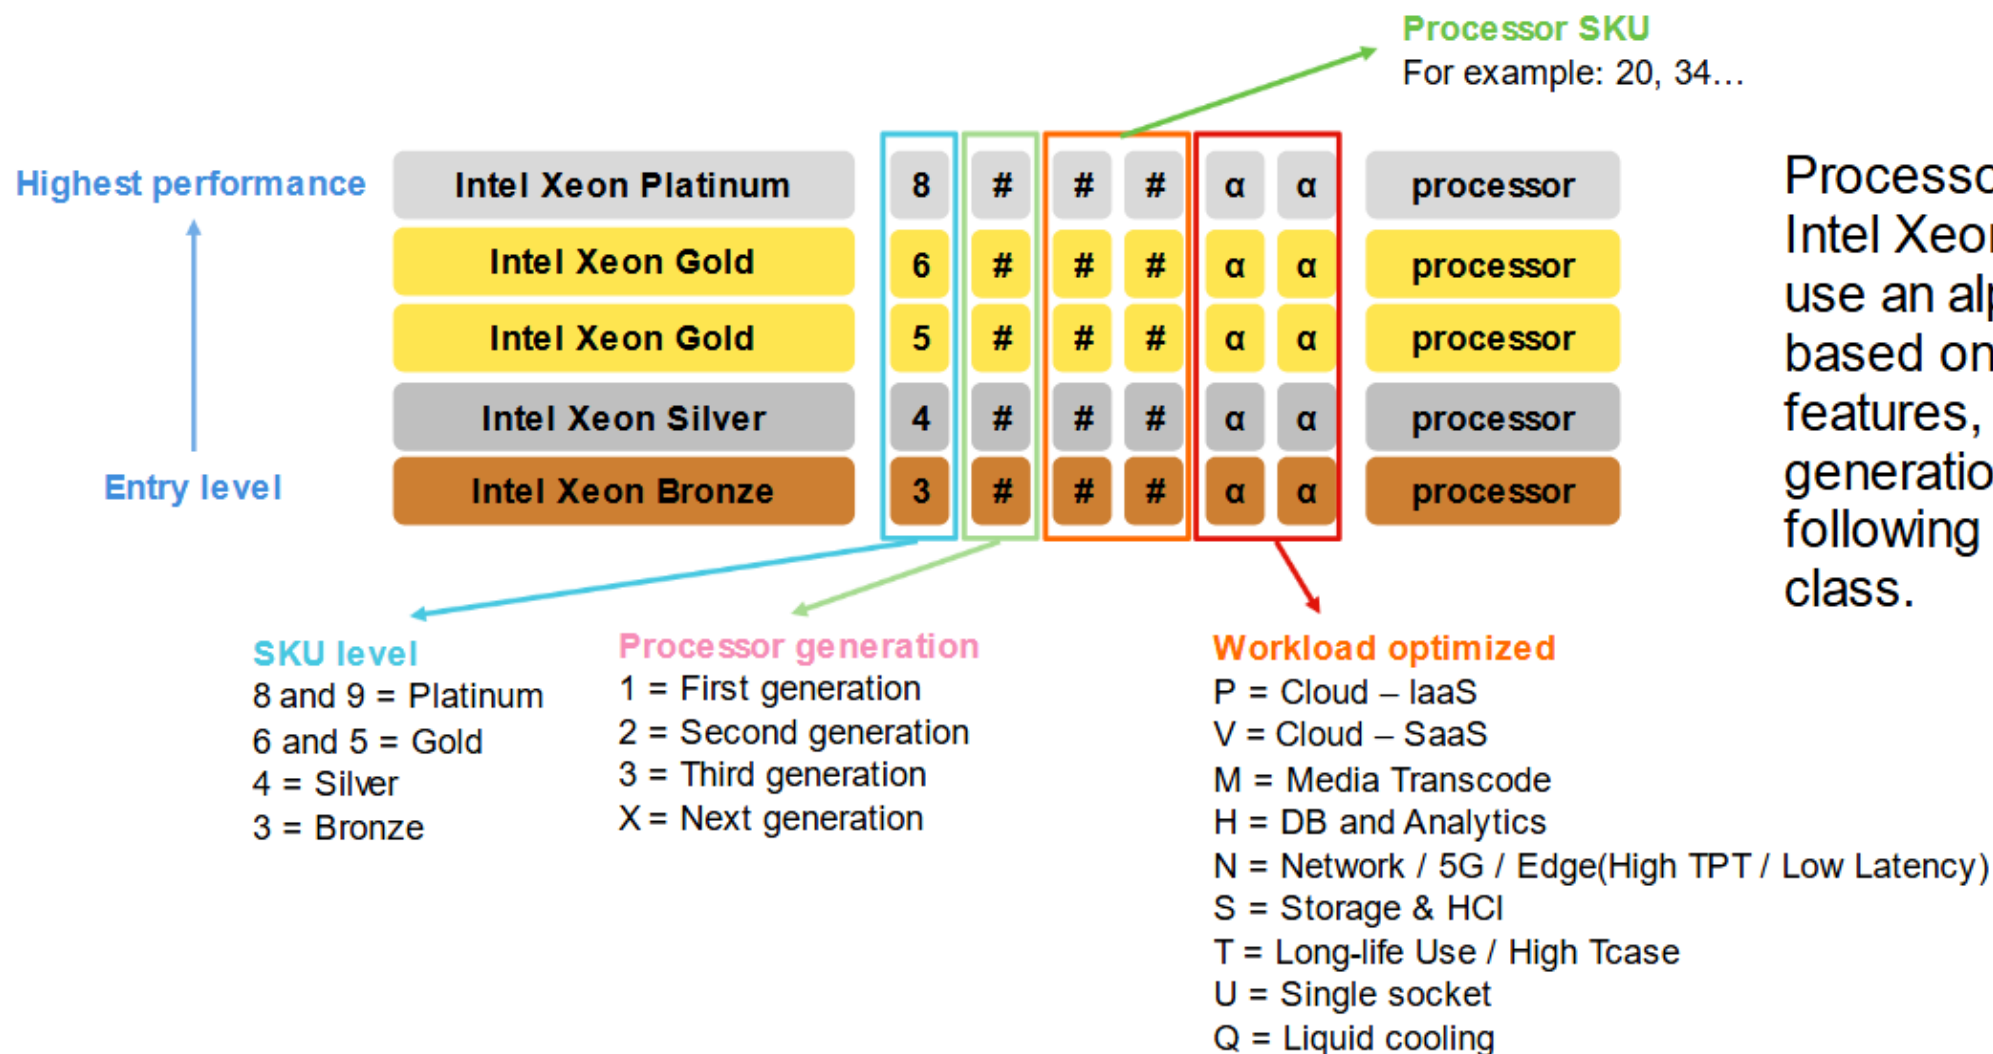 Processor SKU
For example: 20, 34…
Highest performance
Intel Xeon Platinum 8 # # # α α processor
Intel Xeon Gold 6 # # # α α processor
Intel Xeon Gold 5 # # # α α processor
Intel Xeon Silver 4 # # # α α processor
Entry level
Intel Xeon Bronze 3 # # # α α processor
Intel
use an
based on
features,
following
class.
SKU level
8 and 9 = Platinum
6 and 5 = Gold
4 = Silver
3 = Bronze
Processor generation
1 = First generation
2 = Second generation
3 = Third generation
X = Next generation
Workload optimized
P = Cloud – IaaS
V = Cloud – SaaS
M = Media Transcode
H = DB and Analytics
N = Network / 5G / Edge(High TPT / Low Latency)
S = Storage & HCI
T = Long-life Use / High Tcase
U = Single socket
Q = Liquid cooling